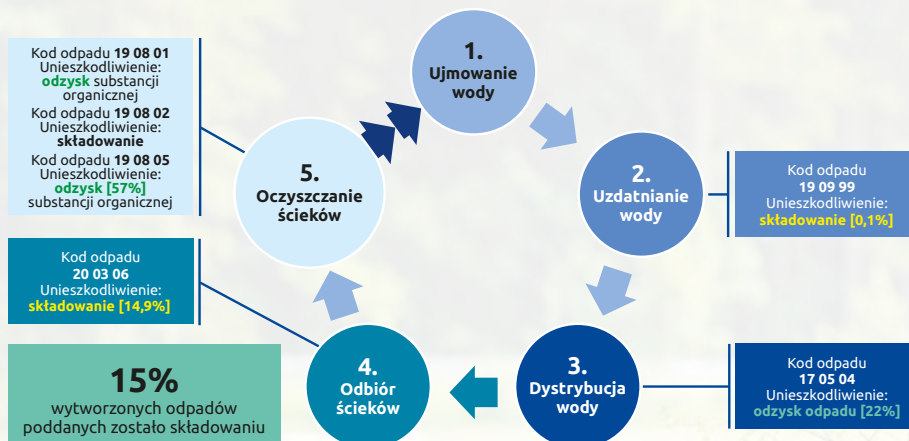 Kod odpadu 19 08 01
Unieszkodliwienie:
odzysk substancji
organicznej
Kod odpadu 19 08 02
Unieszkodliwienie:
składowanie
Kod odpadu 19 08 05
Unieszkodliwienie:
odzysk [57%]
substancji organicznej
1.
Ujmowanie
wody
5.
Oczyszczanie
ścieków
2.
Uzdatnianie
wody
Kod odpadu
19 09 99
Unieszkodliwienie:
składowanie [0,1%]
Kod odpadu
20 03 06
Unieszkodliwienie:
składowanie [14,9%]
15%
wytworzonych odpadów
poddanych zostało składowaniu
4.
Odbiór
ścieków
3.
Dystrybucja
wody
Kod odpadu
17 05 04
Unieszkodliwienie:
odzysk odpadu [22%]